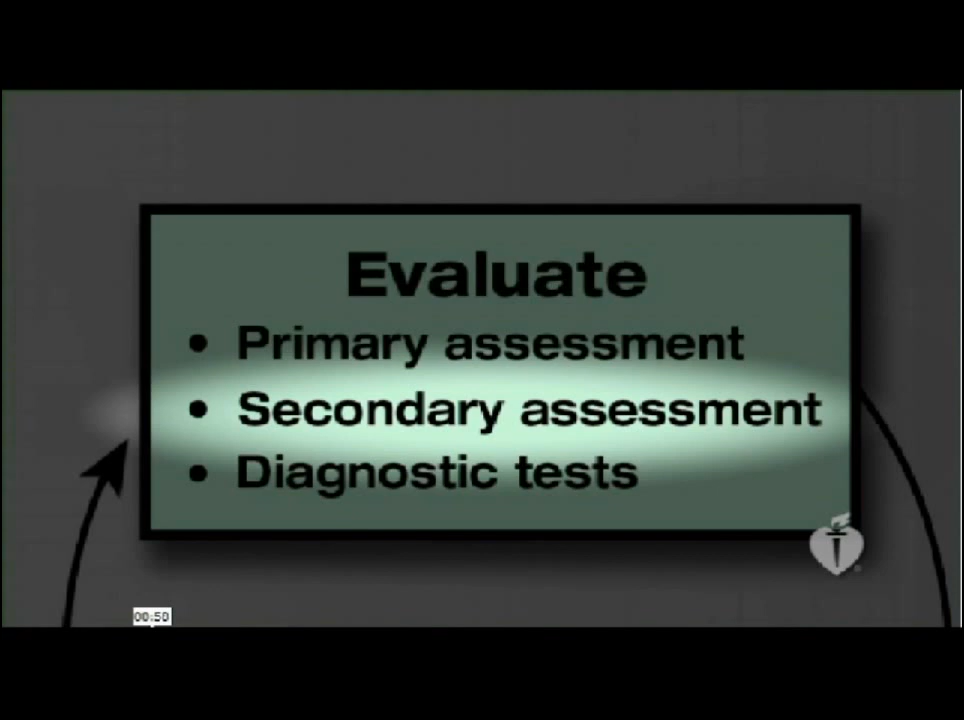 Evaluate
• Primary assessment
• Secondary assessment
• Diagnostic tests
00:50